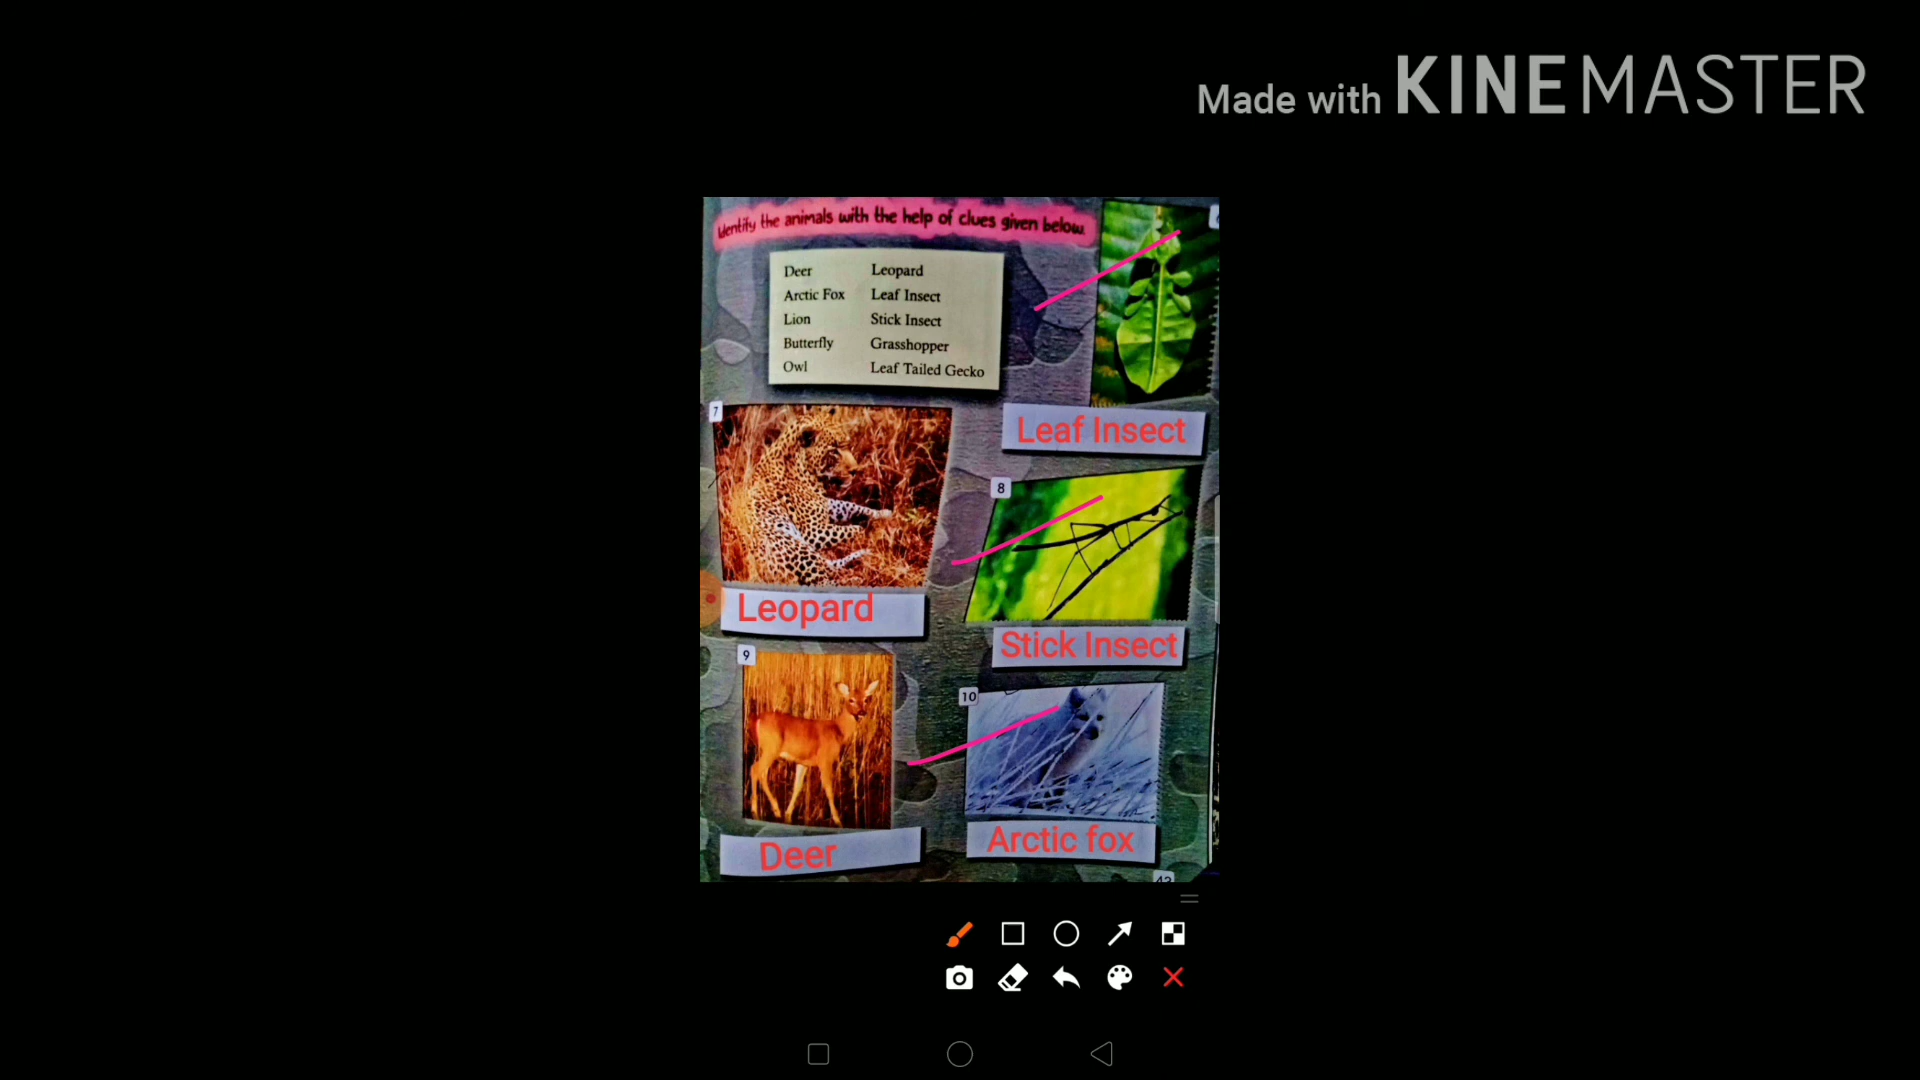 Made with KINEMASTER
Identify the animals with the help of clues given below.
Deer Leopard
Arctic Fox Leaf Insect
Lion Stick Insect
Butterfly Grasshopper
Owl Leaf Tailed Gecko
Leaf Insect
7
Leopard
8
Stick Insect
9
Deer
10
Arctic fox